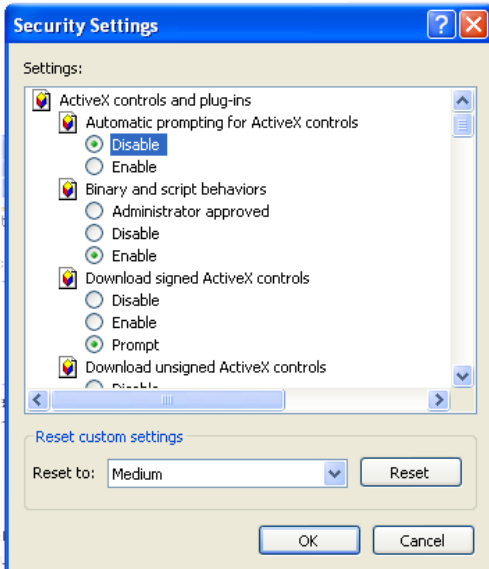 Security Settings
Settings:
ActiveX controls and plug-ins
Automatic prompting for ActiveX controls
Disable
Enable
Binary and script behaviors
Administrator approved
Disable
Enable
Download signed ActiveX controls
Disable
Enable
Prompt
Download unsigned ActiveX controls
Reset custom settings
Reset to: Medium Reset
OK Cancel